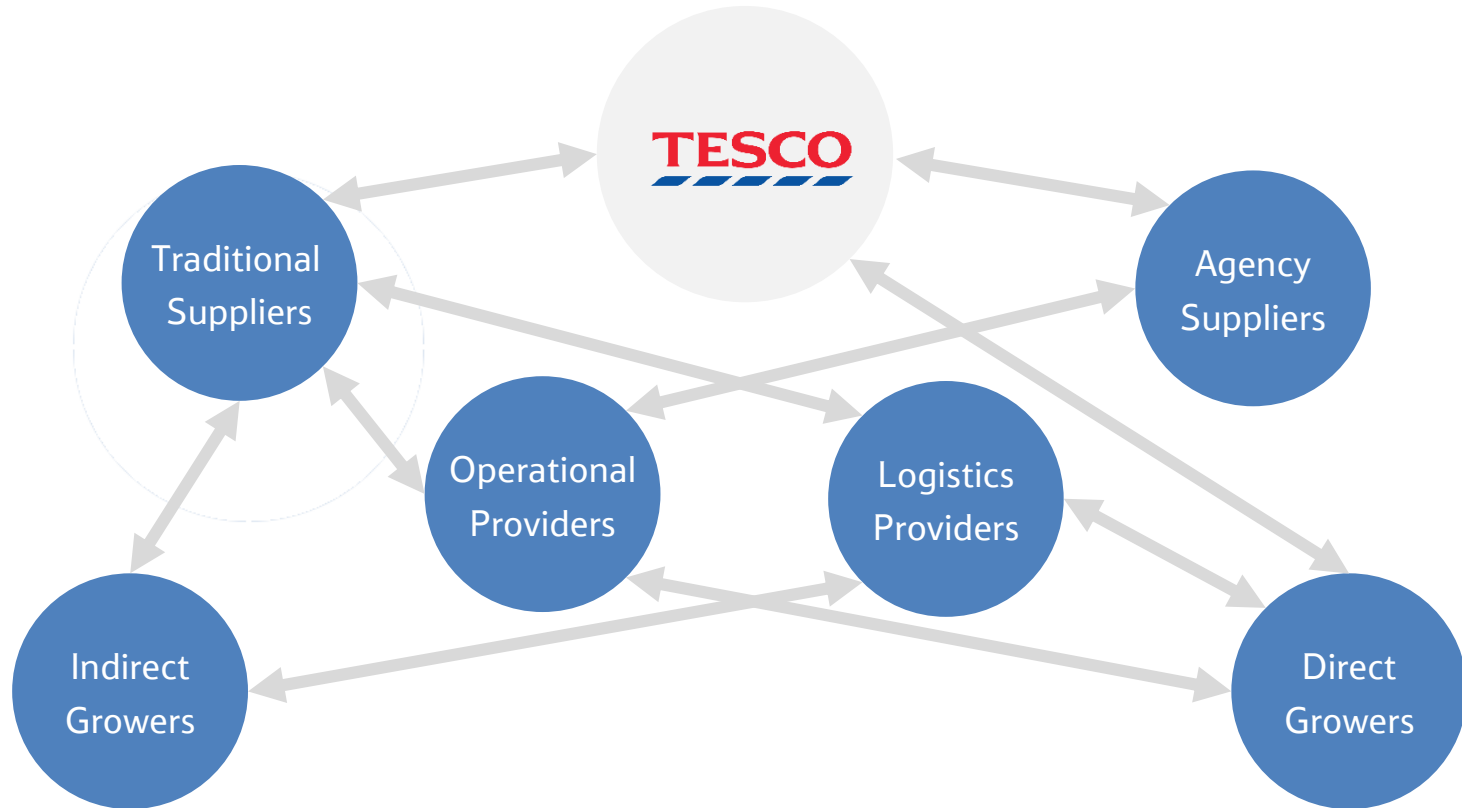 TESCO
Traditional
Suppliers
Agency
Suppliers
Operational
Providers
Logistics
Providers
Indirect
Growers
Direct
Growers